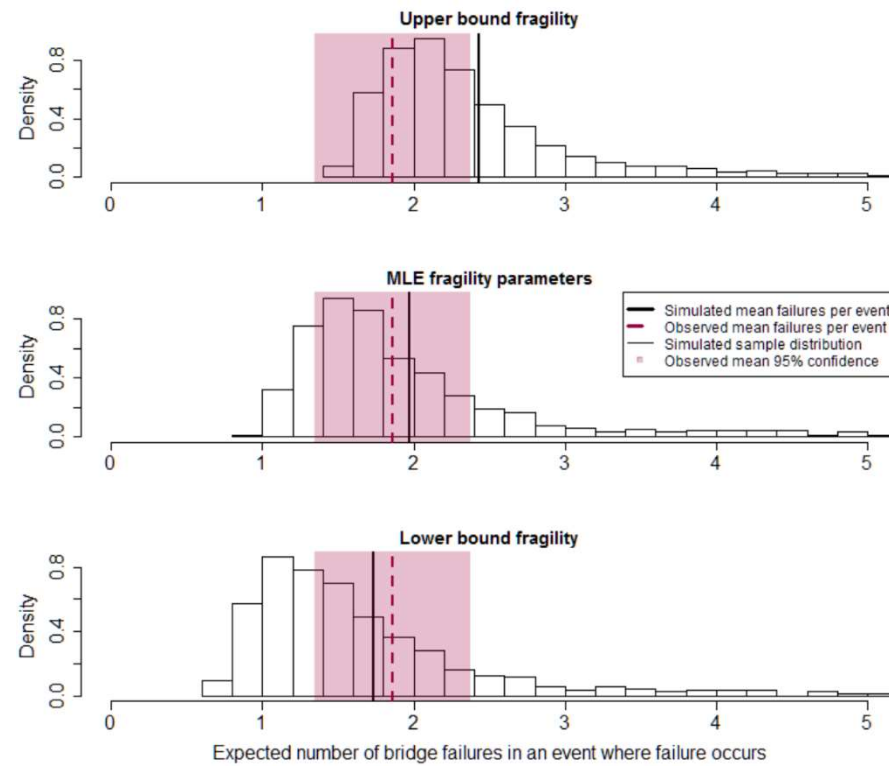 Upper bound fragility
Density
0.0 0.4 0.8
0 1 2 3 4 5
MLE fragility parameters
Density
0.0 0.4 0.8
Simulated mean failures per event
Observed mean failures per event
Simulated sample distribution
Observed mean 95% confidence
0 1 2 3 4 5
Lower bound fragility
Density
0.0 0.4 0.8
0 1 2 3 4 5
Expected number of bridge failures in an event where failure occurs